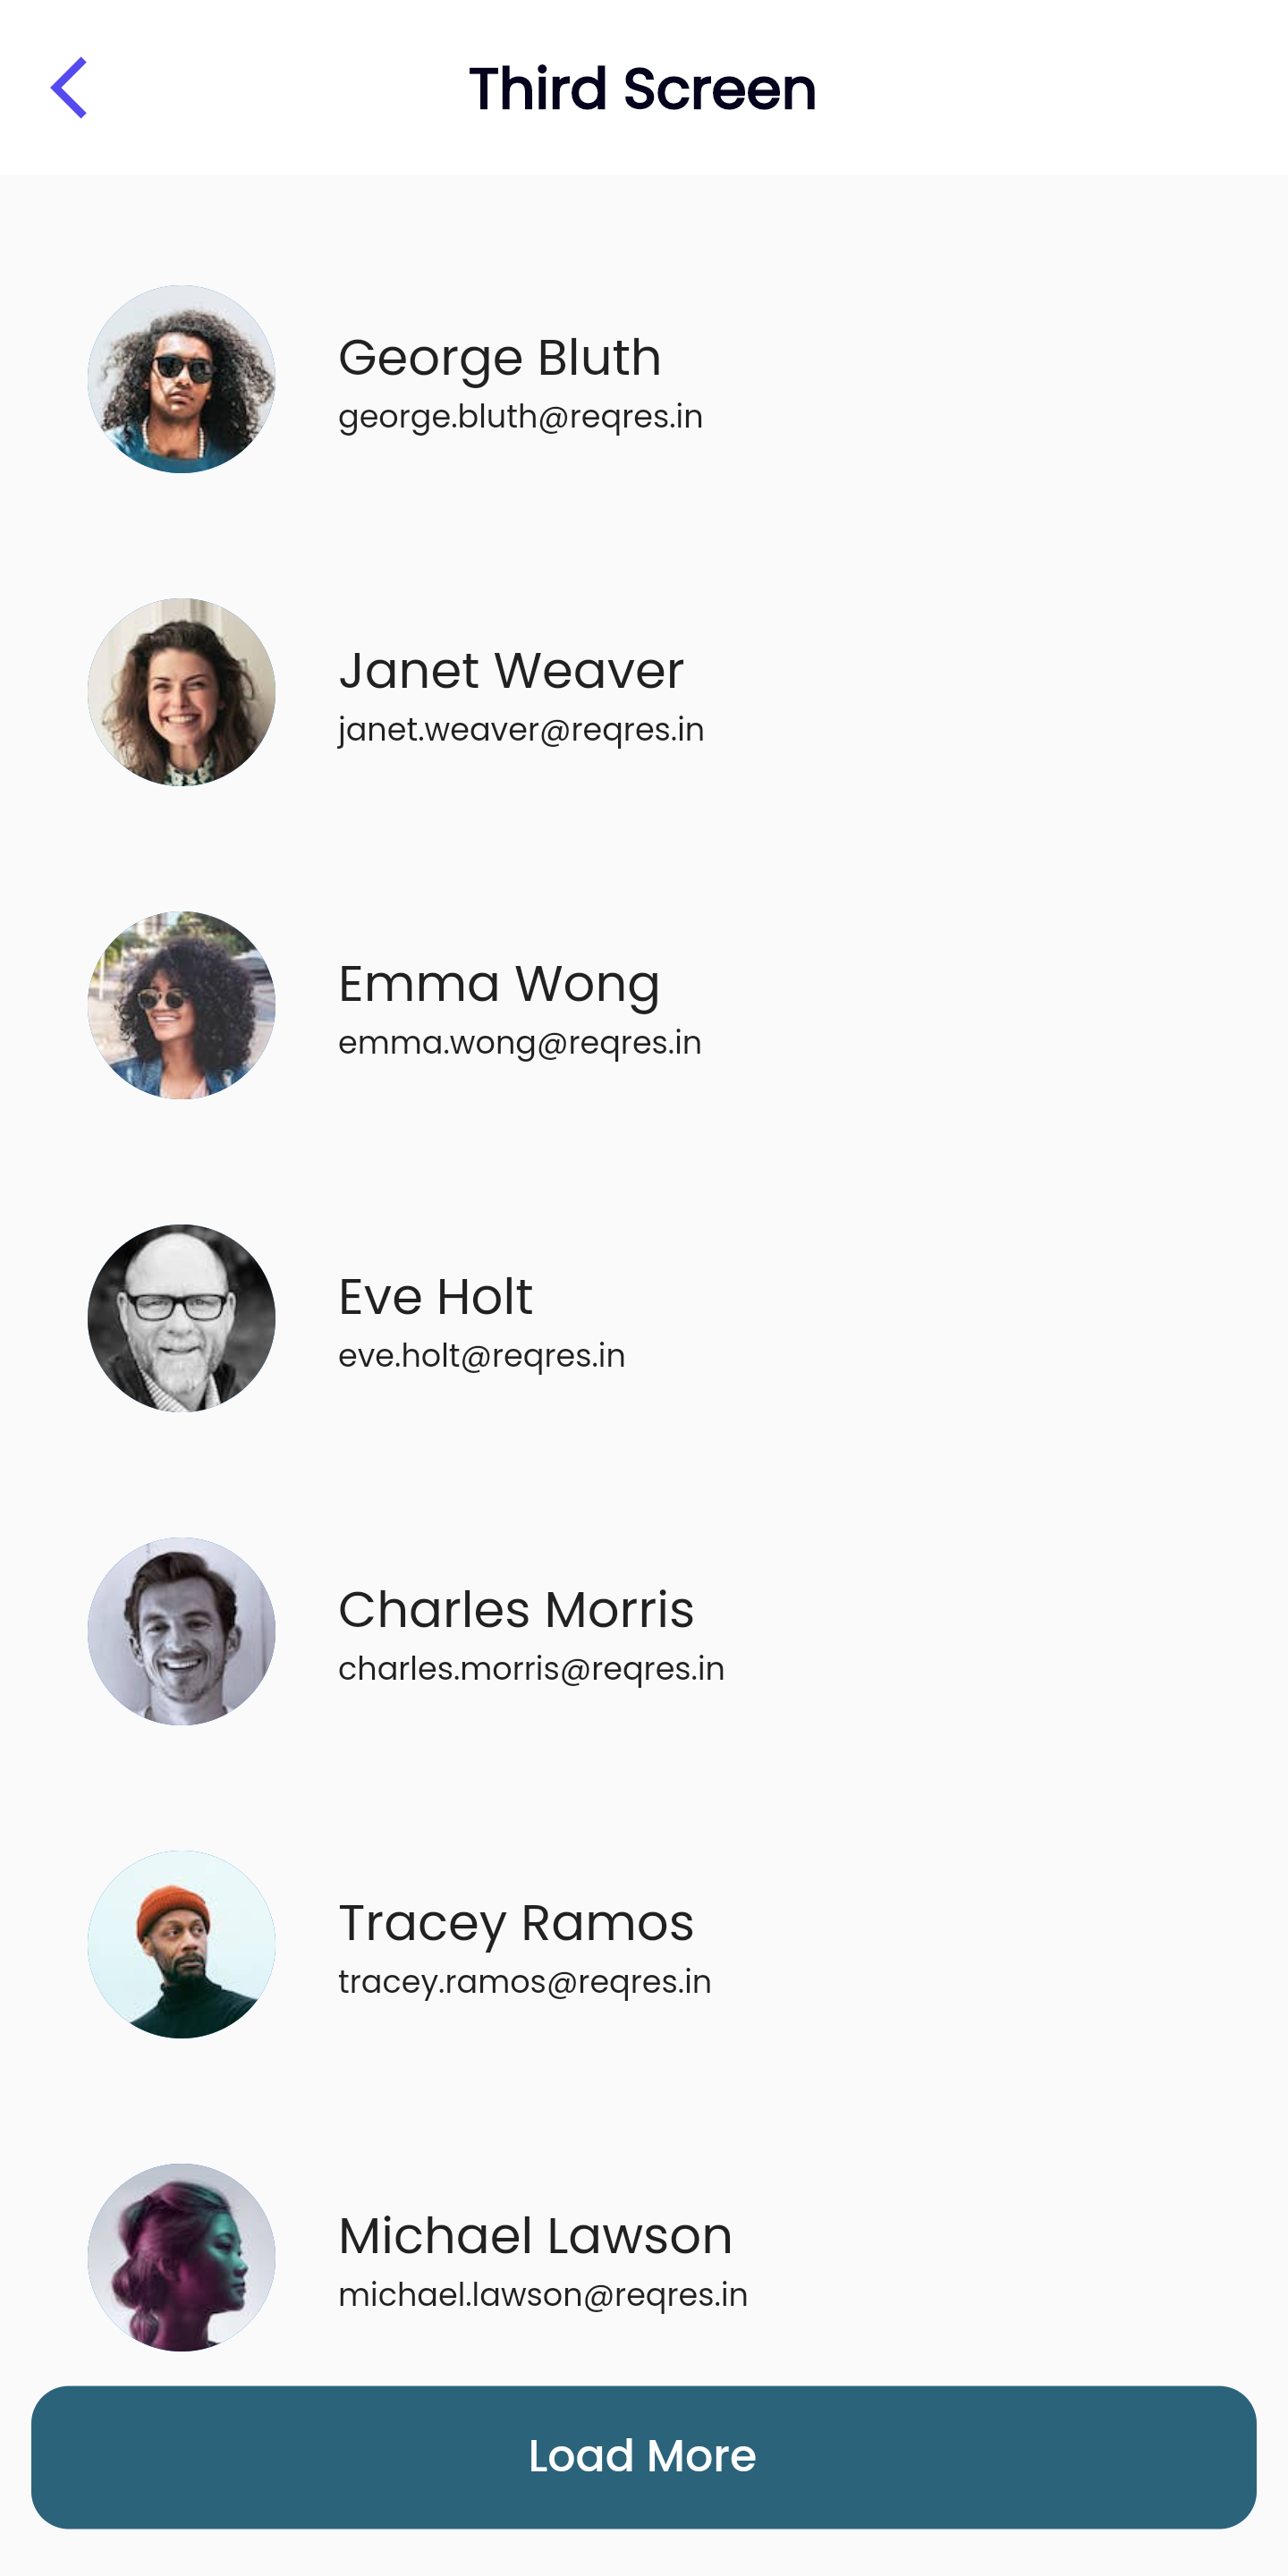 Third Screen
George Bluth
george.bluth@reqres.in
Janet Weaver
janet.weaver@reqres.in
Emma Wong
emma.wong@reqres.in
Eve Holt
eve.holt@reqres.in
Charles Morris
charles.morris@reqres.in
Tracey Ramos
tracey.ramos@reqres.in
Michael Lawson
michael.lawson@reqres.in
Load More